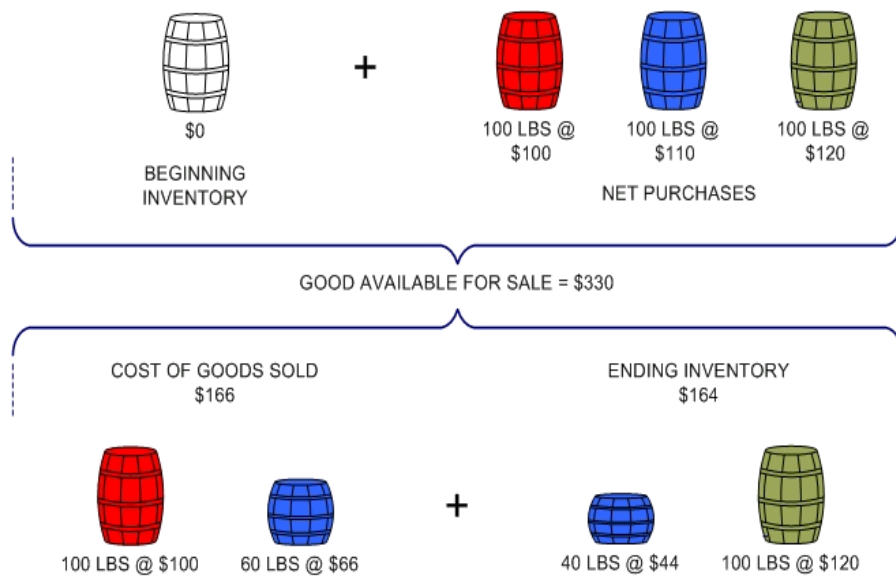 +
$0
100 LBS @
$100
100 LBS @
$110
100 LBS @
$120
BEGINNING
INVENTORY
NET PURCHASES
GOOD AVAILABLE FOR SALE = $330
COST OF GOODS SOLD
$166
ENDING INVENTORY
$164
+
100 LBS @ $100
60 LBS @ $66
40 LBS @ $44
100 LBS @ $120